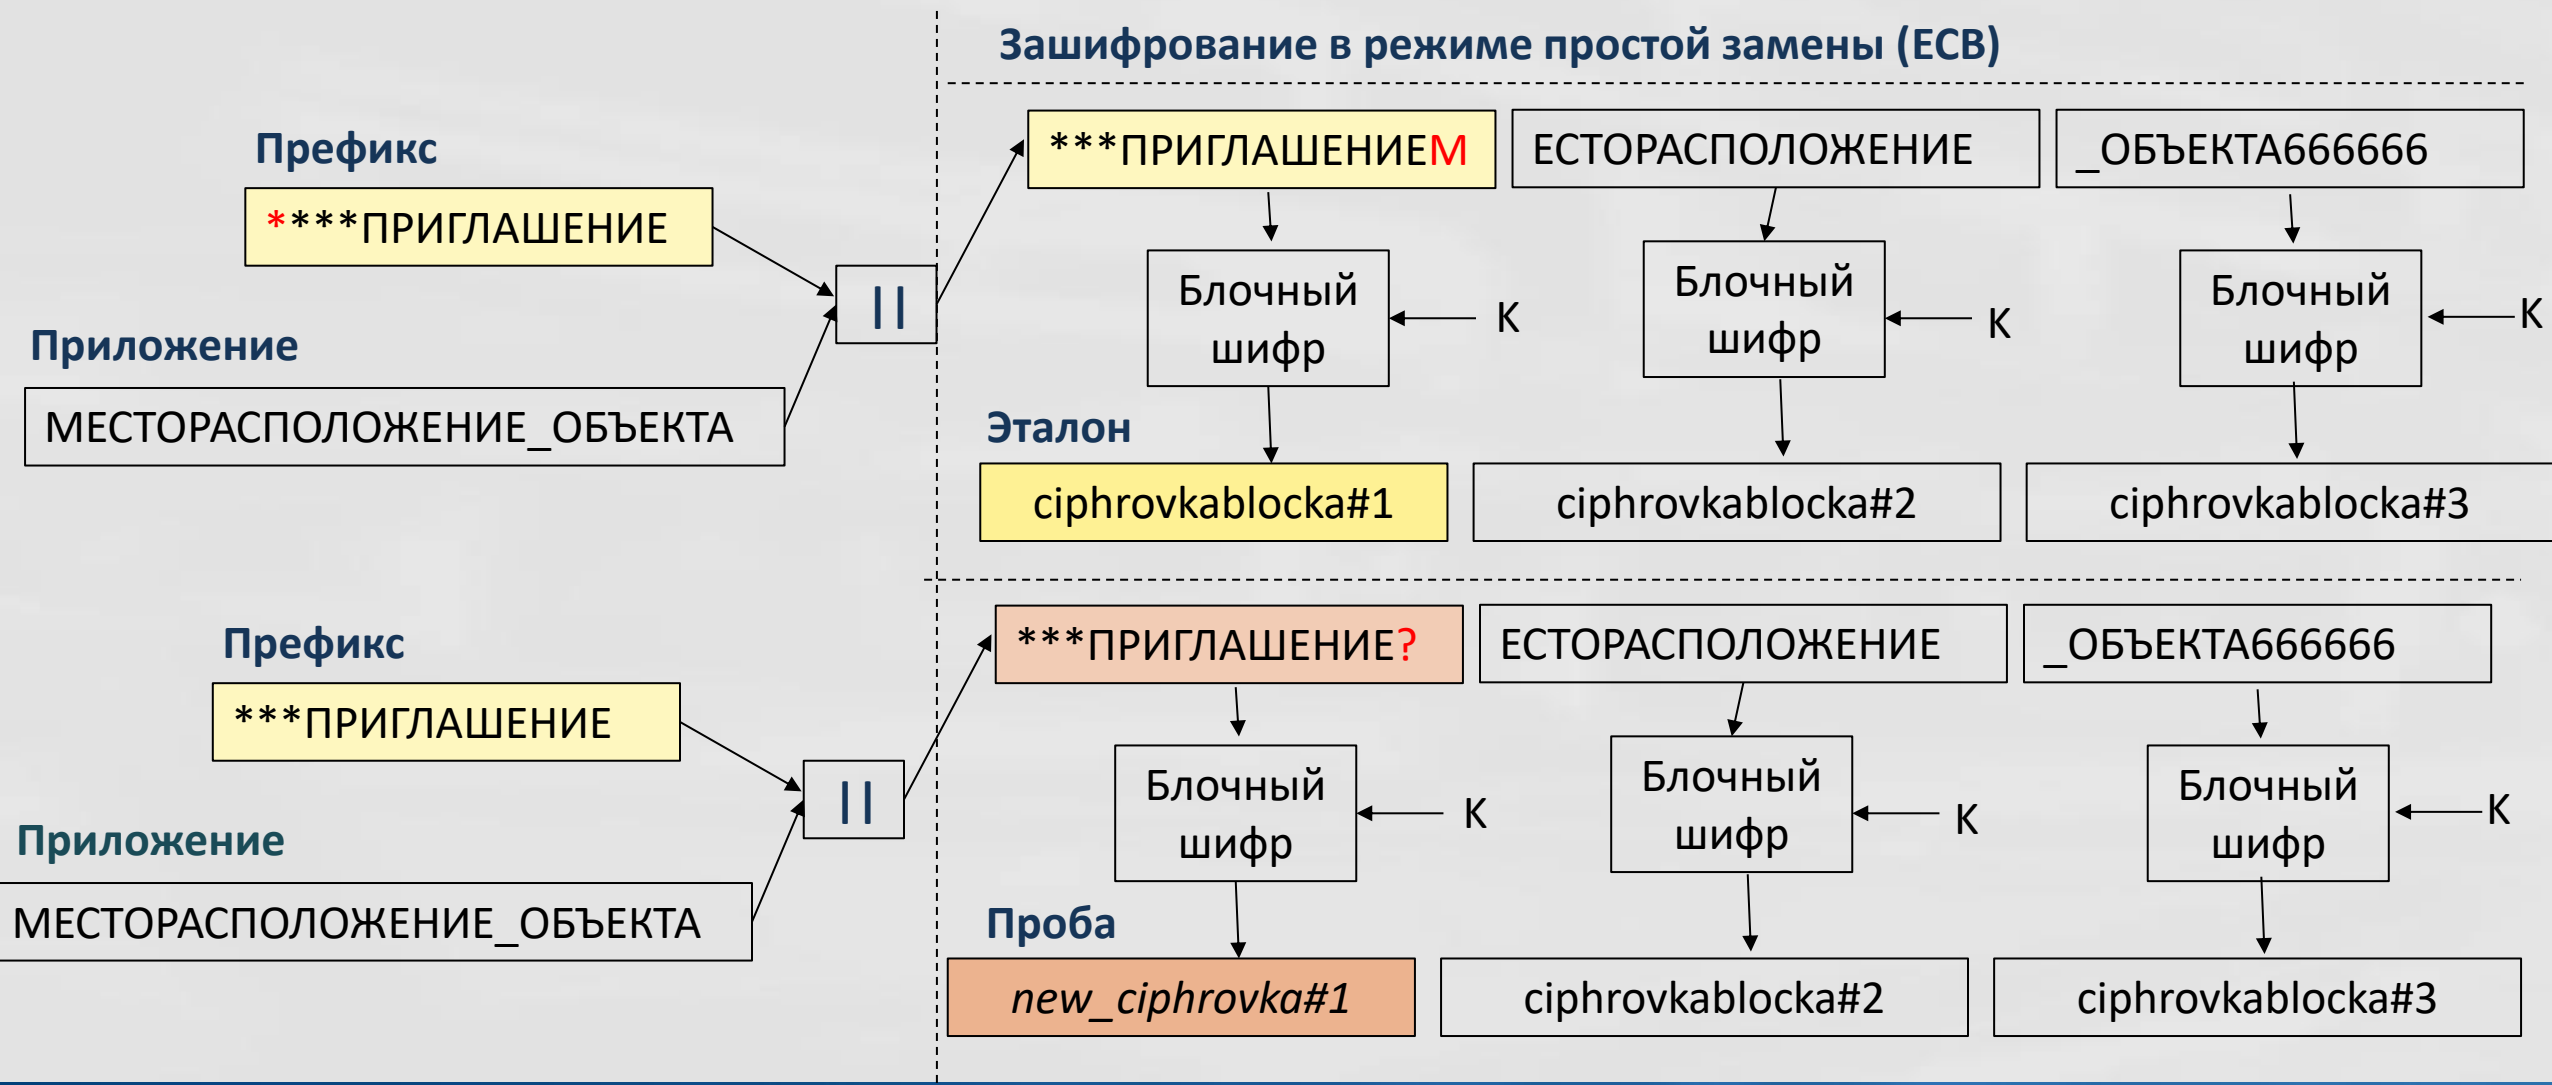 Зашифрование в режиме простой замены (ECB)
Префикс
****ПРИГЛАШЕНИЕ
Приложение
МЕСТОРАСПОЛОЖЕНИЕ_ОБЪЕКТА
||
***ПРИГЛАШЕНИЕМ
ЕСТОРАСПОЛОЖЕНИЕ
_ОБЪЕКТА666666
Блочный
шифр
K
Блочный
шифр
K
Блочный
шифр
K
Эталон
ciphrovkablocka#1
ciphrovkablocka#2
ciphrovkablocka#3
Префикс
***ПРИГЛАШЕНИЕ
Приложение
МЕСТОРАСПОЛОЖЕНИЕ_ОБЪЕКТА
||
***ПРИГЛАШЕНИЕ?
ЕСТОРАСПОЛОЖЕНИЕ
_ОБЪЕКТА666666
Блочный
шифр
K
Блочный
шифр
K
Блочный
шифр
K
Проба
new_ciphrovka#1
ciphrovkablocka#2
ciphrovkablocka#3